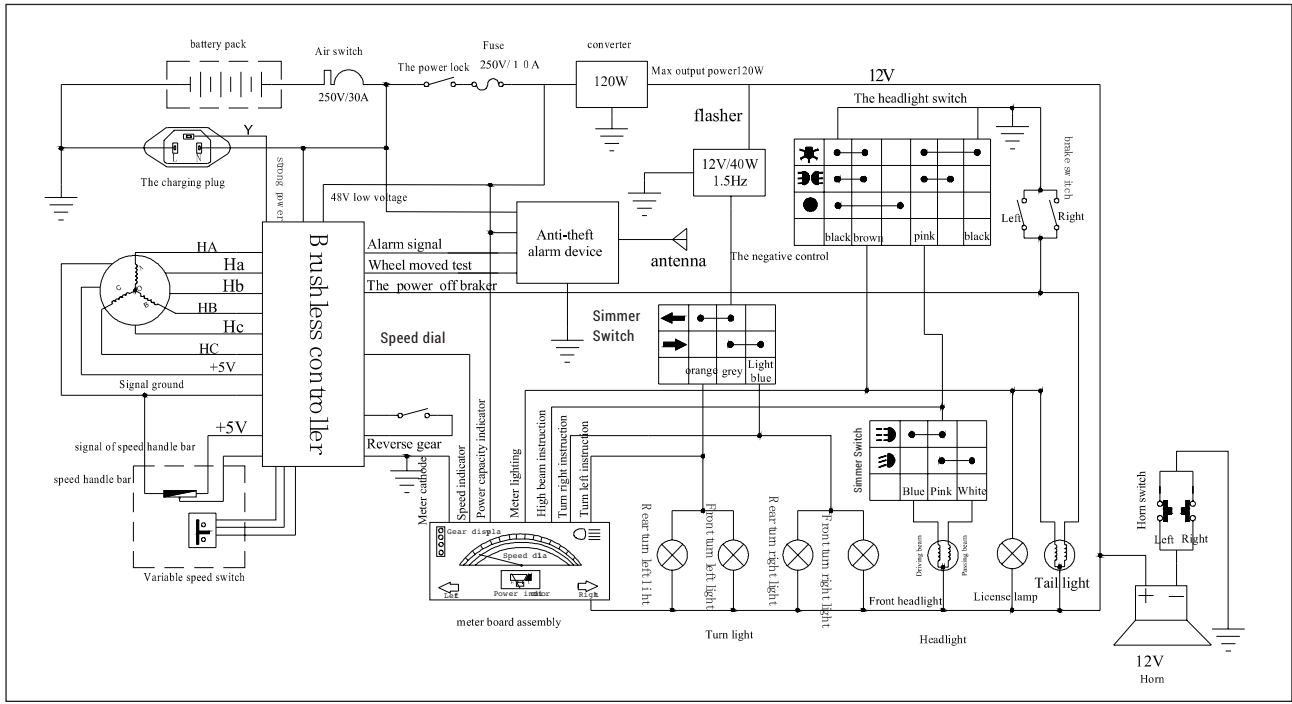 battery pack
Air switch
250V/30A
The power lock
Fuse
250V/10A
converter
120W
Max output power120W
12V
The headlight switch
flasher
12V/40W
1.5Hz
Y
L N
The charging plug
strong power
48V low voltage
brake switch
Left
Right
black brown pink black
HA
Ha
Hb
HB
Hc
HC
+5V
Signal ground
A
B
C
Brushless controller
Alarm signal
Wheel moved test
The power off braker
Anti-theft
alarm device
antenna
The negative control
Simmer
Switch
orange grey Light
blue
Speed dial
Reverse gear
+5V
signal of speed handle bar
speed handle bar
Variable speed switch
Meter cathode
Speed indicator
Power capacity indicator
Meter lighting
High beam instruction
Turn right instruction
Turn left instruction
Simmer Switch
Blue Pink White
Gear displa
Speed dia
Left
Right
meter board assembly
Rear turn left liht
Front turn left light
Rear turn right light
Front turn right light
Turn light
Driving beam
Passing beam
Front headlight
Headlight
License lamp
Tail light
Horn switch
Left Right
+ −
12V
Horn